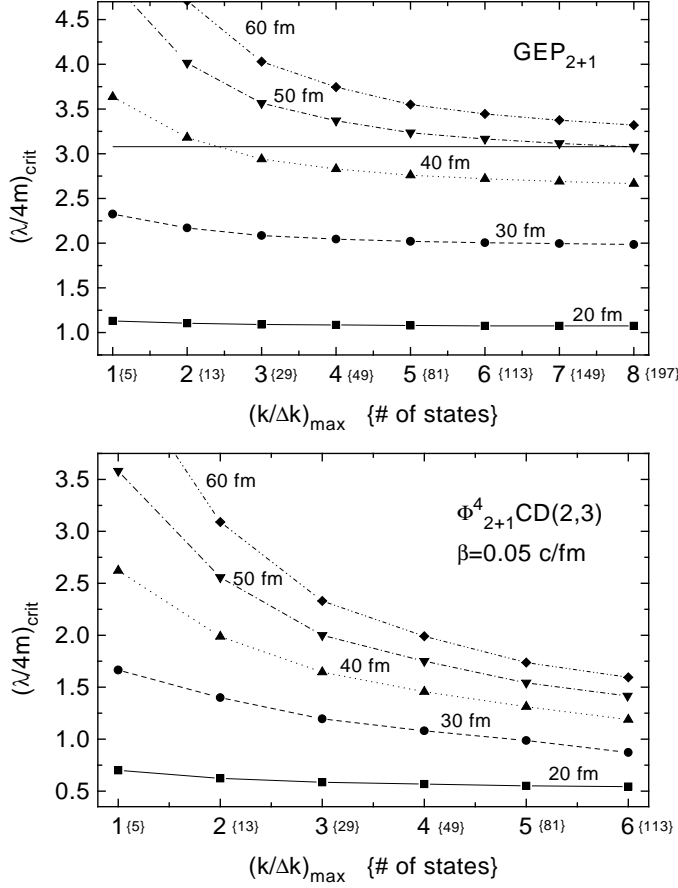 4.5
4.0
3.5
3.0
2.5
2.0
1.5
1.0
(λ/4m)crit
60 fm
GEP2+1
50 fm
40 fm
30 fm
20 fm
1{5} 2 {13} 3{29} 4 {49} 5{81} 6 {113} 7{149} 8 {197}
(k/Δk)max {# of states}
3.5
3.0
2.5
2.0
1.5
1.0
0.5
(λ/4m)crit
60 fm
Φ⁴2+1CD(2,3)
β=0.05 c/fm
50 fm
40 fm
30 fm
20 fm
1{5} 2 {13} 3{29} 4 {49} 5{81} 6 {113}
(k/Δk)max {# of states}